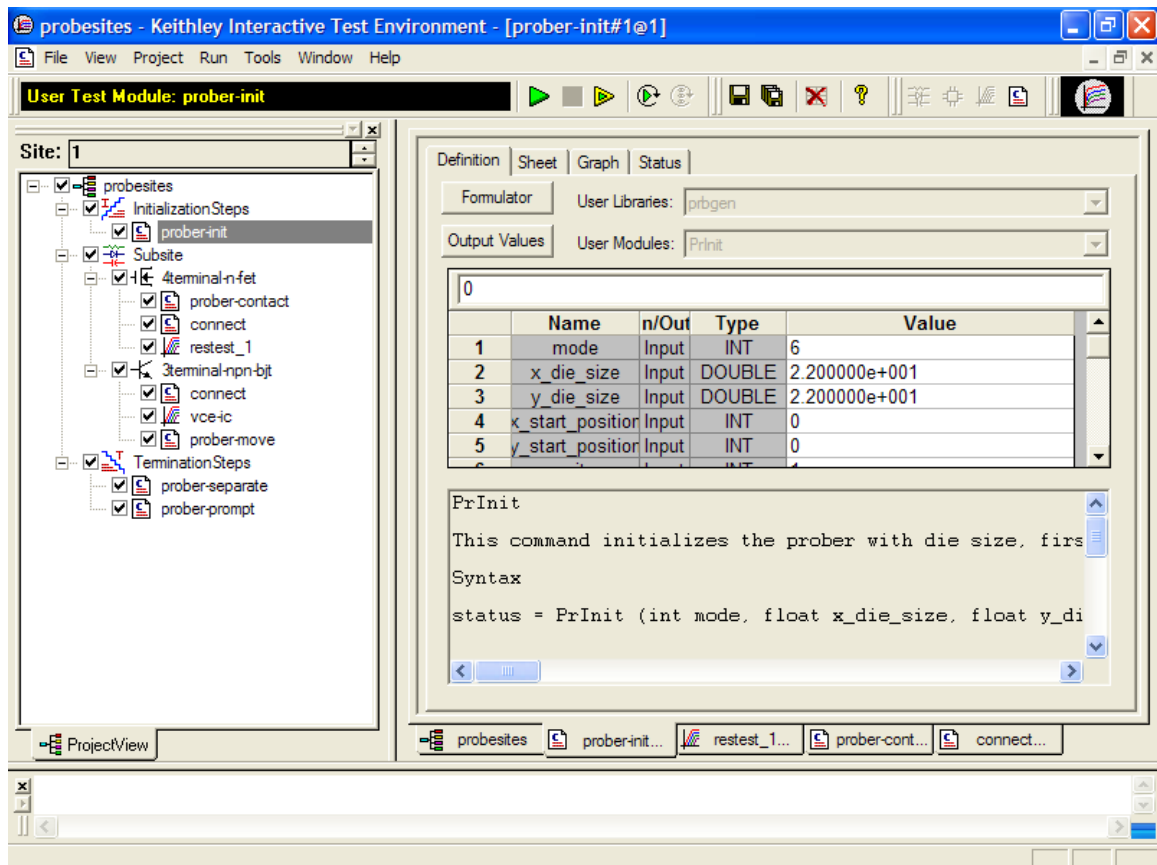 probesites - Keithley Interactive Test Environment - [prober-init#1@1]
File View Project Run Tools Window Help
User Test Module: prober-init
Site: 1
probesites
InitializationSteps
prober-init
Subsite
4terminal-n-fet
prober-contact
connect
restest_1
3terminal-npn-bjt
connect
vce-ic
prober-move
TerminationSteps
prober-separate
prober-prompt
ProjectView
Definition Sheet Graph Status
Formulator User Libraries: prbgen
Output Values User Modules: PrInit
0
Name n/Out Type Value
1 mode Input INT 6
2 x_die_size Input DOUBLE 2.200000e+001
3 y_die_size Input DOUBLE 2.200000e+001
4 x_start_position Input INT 0
5 y_start_position Input INT 0
PrInit
This command initializes the prober with die size, firs
Syntax
status = PrInit (int mode, float x_die_size, float y_di
probesites prober-init... restest_1... prober-cont... connect...